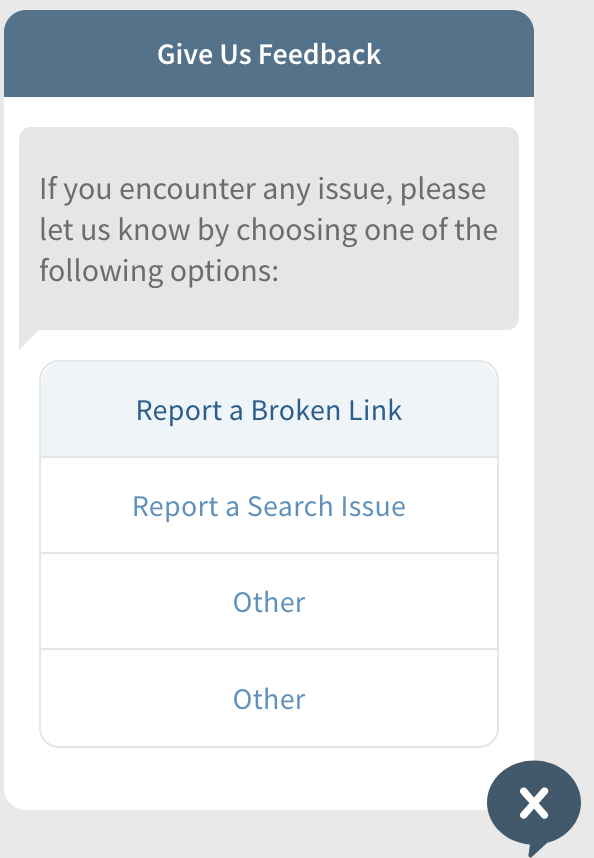 Give Us Feedback
If you encounter any issue, please
let us know by choosing one of the
following options:
Report a Broken Link
Report a Search Issue
Other
Other